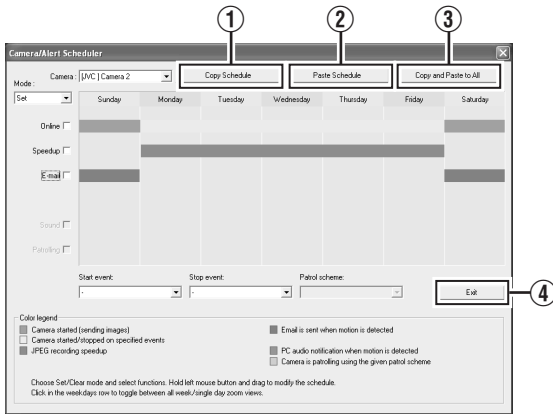 1 2 3
Camera/Alert Scheduler
Camera : [JVC ] Camera 2 Copy Schedule Paste Schedule Copy and Paste to All
Mode :
Set Sunday Monday Tuesday Wednesday Thursday Friday Saturday
Online
Speedup
E-mail
Sound
Patrolling
Start event: Stop event: Patrol scheme:
- - Exit 4
Color legend
Camera started (sending images) Email is sent when motion is detected
Camera started/stopped on specified events
JPEG recording speedup PC audio notification when motion is detected
Camera is patrolling using the given patrol scheme
Choose Set/Clear mode and select functions. Hold left mouse button and drag to modify the schedule.
Click in the weekdays row to toggle between all week/single day zoom views.